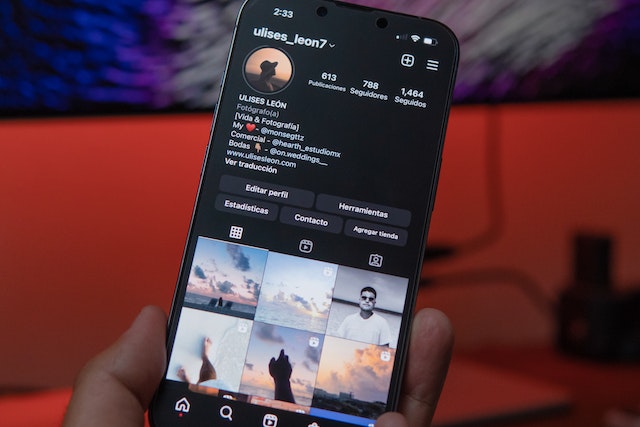 2:33
ulises_leon7
613 788 1,464
Publicaciones Seguidores Seguidos
ULISES LEÓN
Fotógrafo(a)
[Vida & Fotografía]
My ❤️ - @monsegttz
Comercial - @hearth_estudiomx
Bodas 👇🏼 - @on.weddings__
www.ulisesleon.com
Ver traducción
Editar perfil Herramientas
Estadísticas Contacto Agregar tienda